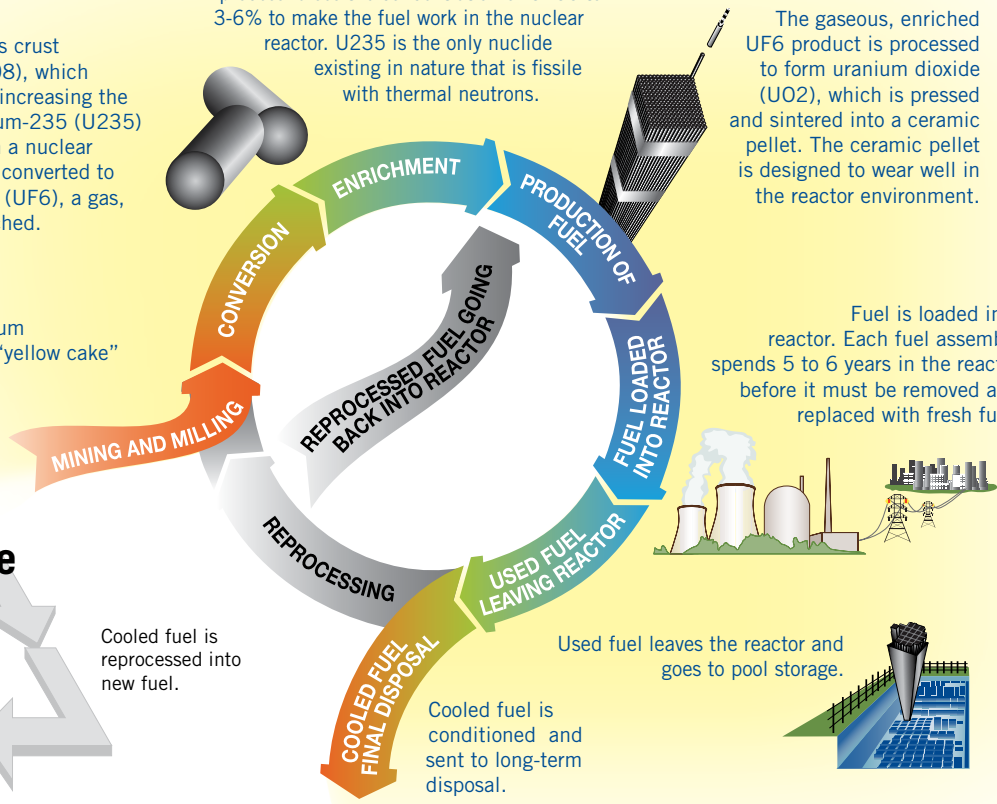 3-6% to make the fuel work in the nuclear
reactor. U235 is the only nuclide
existing in nature that is fissile
with thermal neutrons.
The gaseous, enriched
UF6 product is processed
to form uranium dioxide
(UO2), which is pressed
and sintered into a ceramic
pellet. The ceramic pellet
is designed to wear well in
the reactor environment.
s crust
8), which
increasing the
um-235 (U235)
a nuclear
converted to
(UF6), a gas,
hed.
um
"yellow cake"
MINING AND MILLING
CONVERSION
ENRICHMENT
PRODUCTION OF
FUEL
FUEL LOADED
INTO REACTOR
USED FUEL
LEAVING REACTOR
COOLED FUEL
FINAL DISPOSAL
REPROCESSING
REPROCESSED FUEL GOING
BACK INTO REACTOR
Fuel is loaded in
reactor. Each fuel assemb
spends 5 to 6 years in the reac
before it must be removed a
replaced with fresh fu
e
Cooled fuel is
reprocessed into
new fuel.
Used fuel leaves the reactor and
goes to pool storage.
Cooled fuel is
conditioned and
sent to long-term
disposal.